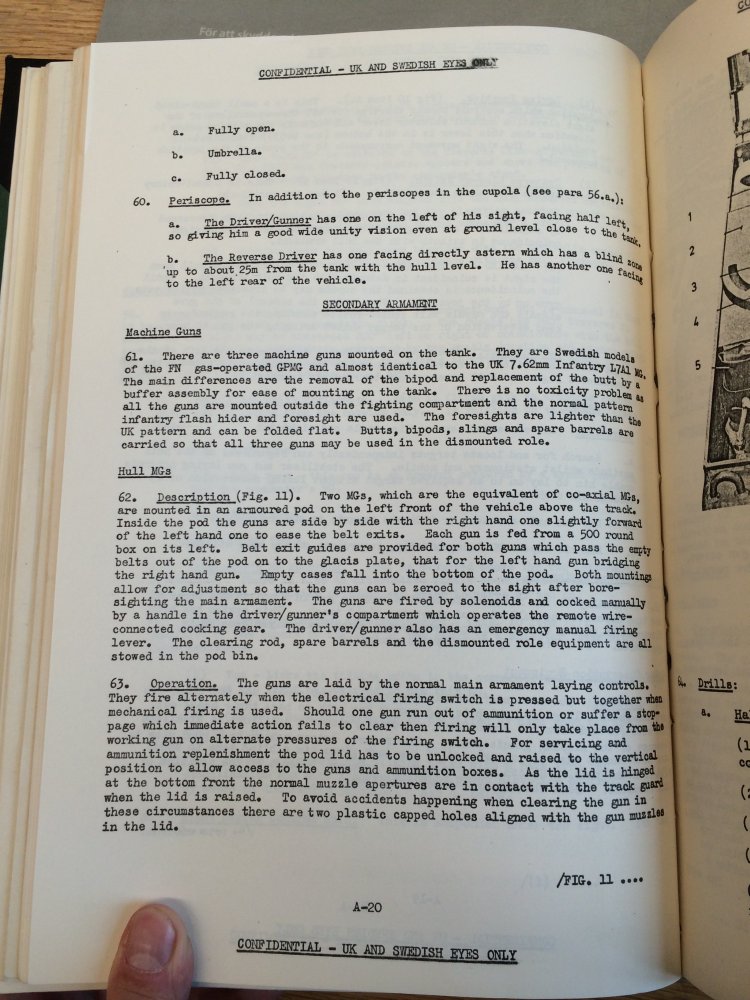 För att skydda
CONFIDENTIAL - UK AND SWEDISH EYES ONLY
a. Fully open.
b. Umbrella.
c. Fully closed.
60. Periscope. In addition to the periscopes in the cupola (see para 56.a.):
a. The Driver/Gunner has one on the left of his sight, facing half left,
so giving him a good wide unity vision even at ground level close to the tank.
b. The Reverse Driver has one facing directly astern which has a blind zone
up to about 25m from the tank with the hull level. He has another one facing
to the left rear of the vehicle.
SECONDARY ARMAMENT
Machine Guns
61. There are three machine guns mounted on the tank. They are Swedish models
of the FN gas-operated GPMG and almost identical to the UK 7.62mm Infantry L7A1 MG.
The main differences are the removal of the bipod and replacement of the butt by a
buffer assembly for ease of mounting on the tank. There is no toxicity problem as
all the guns are mounted outside the fighting compartment and the normal pattern
infantry flash hider and foresight are used. The foresights are lighter than the
UK pattern and can be folded flat. Butts, bipods, slings and spare barrels are
carried so that all three guns may be used in the dismounted role.
Hull MGs
62. Description (Fig. 11). Two MGs, which are the equivalent of co-axial MGs,
are mounted in an armoured pod on the left front of the vehicle above the track.
Inside the pod the guns are side by side with the right hand one slightly forward
of the left hand one to ease the belt exits. Each gun is fed from a 500 round
box on its left. Belt exit guides are provided for both guns which pass the empty
belts out of the pod on to the glacis plate, that for the left hand gun bridging
the right hand gun. Empty cases fall into the bottom of the pod. Both mountings
allow for adjustment so that the guns can be zeroed to the sight after bore-
sighting the main armament. The guns are fired by solenoids and cocked manually
by a handle in the driver/gunner's compartment which operates the remote wire-
connected cocking gear. The driver/gunner also has an emergency manual firing
lever. The clearing rod, spare barrels and the dismounted role equipment are all
stowed in the pod bin.
63. Operation. The guns are laid by the normal main armament laying controls.
They fire alternately when the electrical firing switch is pressed but together when
mechanical firing is used. Should one gun run out of ammunition or suffer a stop-
page which immediate action fails to clear then firing will only take place from the
working gun on alternate pressures of the firing switch. For servicing and
ammunition replenishment the pod lid has to be unlocked and raised to the vertical
position to allow access to the guns and ammunition boxes. As the lid is hinged
at the bottom front the normal muzzle apertures are in contact with the track guard
when the lid is raised. To avoid accidents happening when clearing the gun in
these circumstances there are two plastic capped holes aligned with the gun muzzles
in the lid.
/FIG. 11 ....
A-20
CONFIDENTIAL - UK AND SWEDISH EYES ONLY
1
2
3
4
5
Drills:
a.